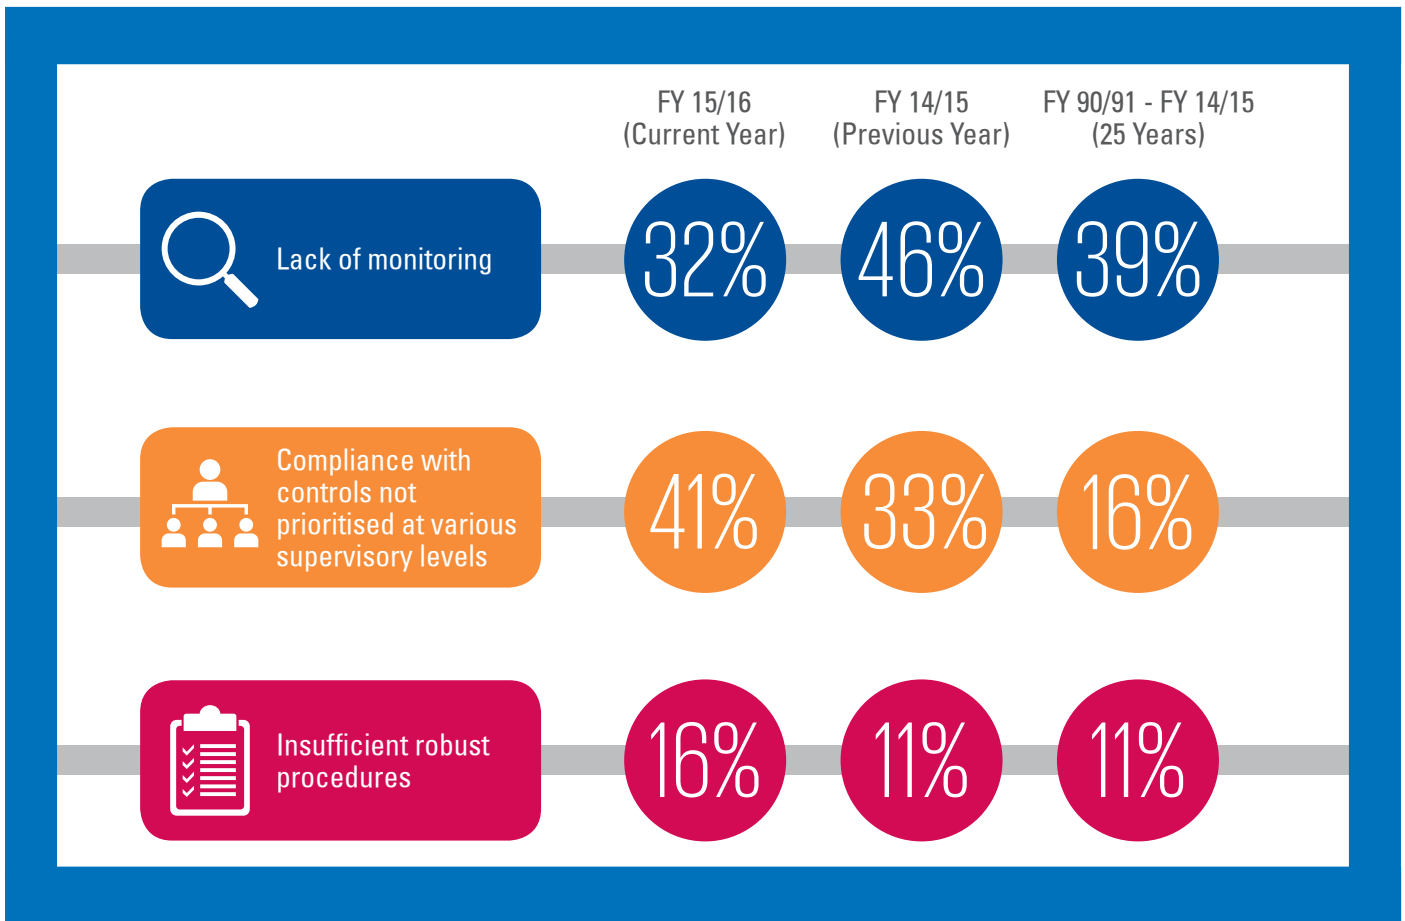 FY 15/16
(Current Year)
FY 14/15
(Previous Year)
FY 90/91 - FY 14/15
(25 Years)
Lack of monitoring
32%
46%
39%
Compliance with
controls not
prioritised at various
supervisory levels
41%
33%
16%
Insufficient robust
procedures
16%
11%
11%